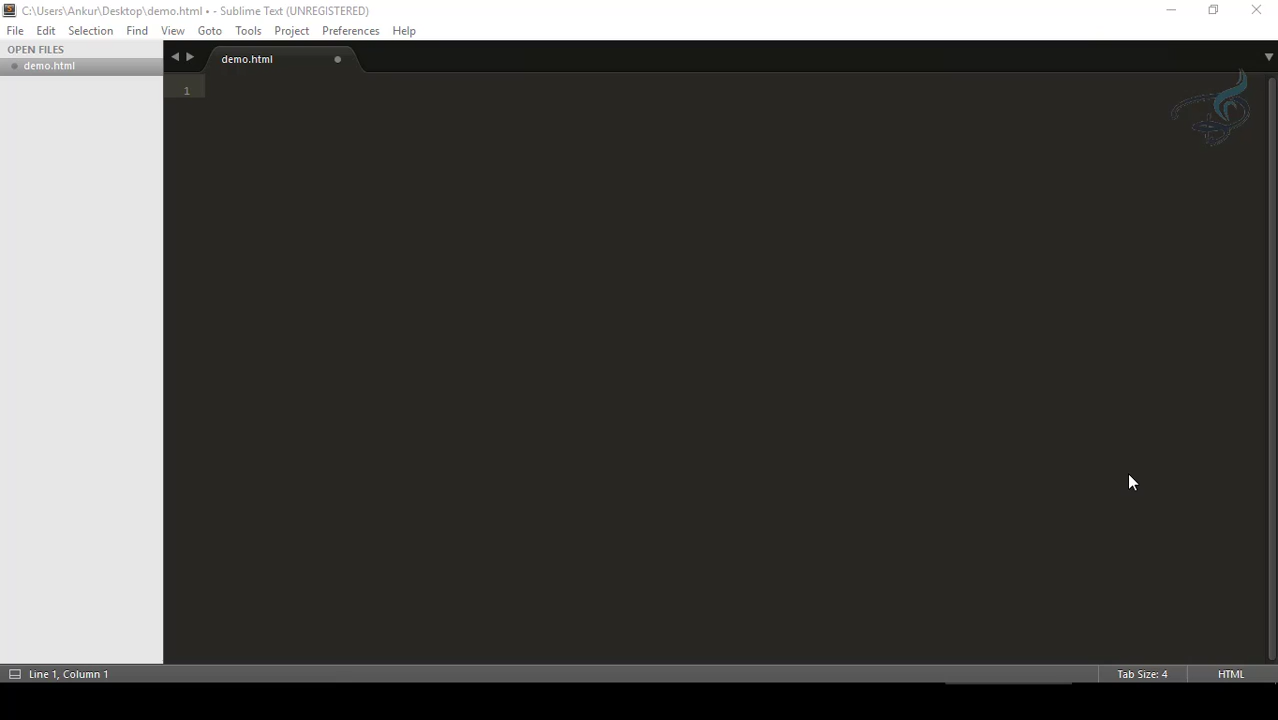 C:\Users\Ankur\Desktop\demo.html • - Sublime Text (UNREGISTERED)
File Edit Selection Find View Goto Tools Project Preferences Help
OPEN FILES
demo.html
demo.html
1
Line 1, Column 1
Tab Size: 4
HTML